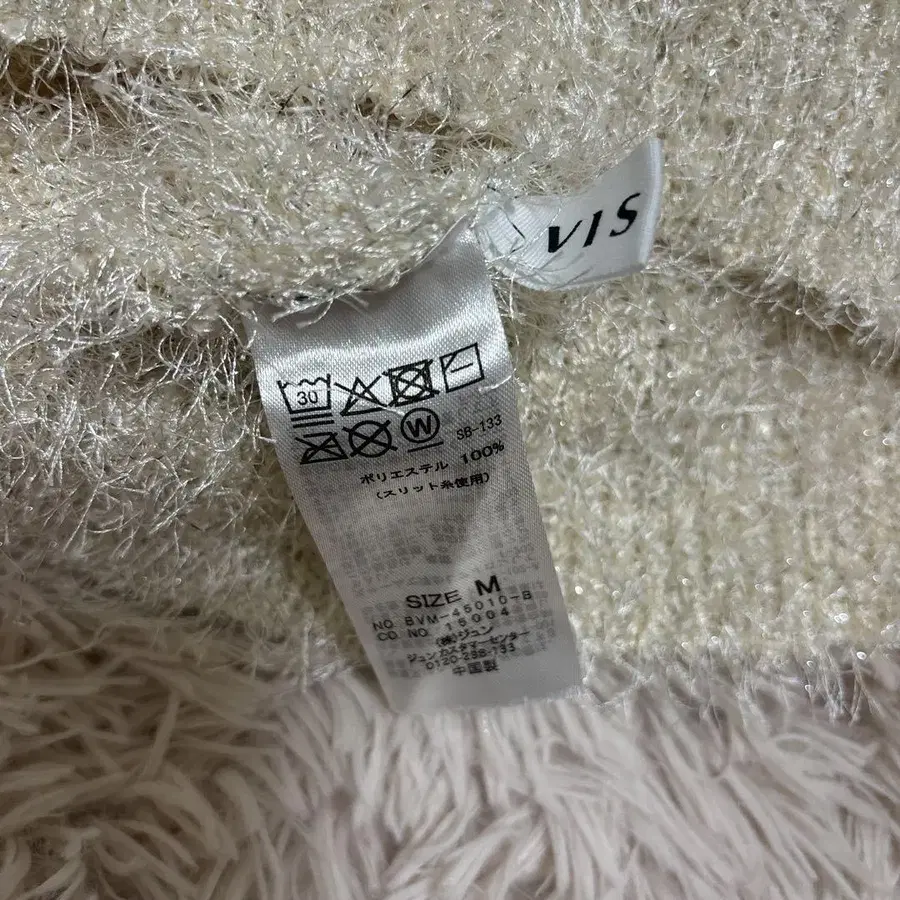 VIS
30
W
SB-133
ポリエステル 100%
(スリット糸使用)
SIZE M
NO. BVM-45010-B
CO NO. 15004
(株)ジュン
ジュンカスタマーセンター
0120-298-133
中国製